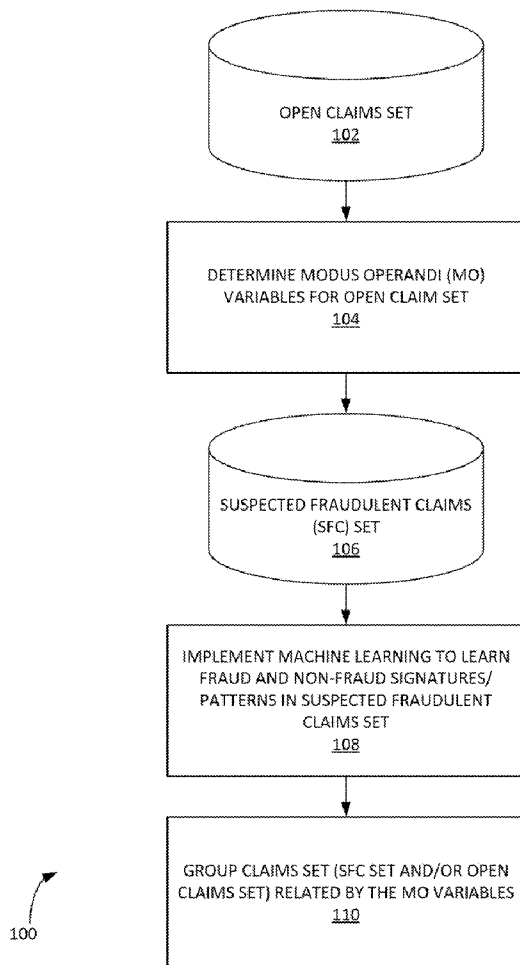 OPEN CLAIMS SET
102
DETERMINE MODUS OPERANDI (MO)
VARIABLES FOR OPEN CLAIM SET
104
SUSPECTED FRAUDULENT CLAIMS
(SFC) SET
106
IMPLEMENT MACHINE LEARNING TO LEARN
FRAUD AND NON-FRAUD SIGNATURES/
PATTERNS IN SUSPECTED FRAUDULENT
CLAIMS SET
108
GROUP CLAIMS SET (SFC SET AND/OR OPEN
CLAIMS SET) RELATED BY THE MO VARIABLES
110
100